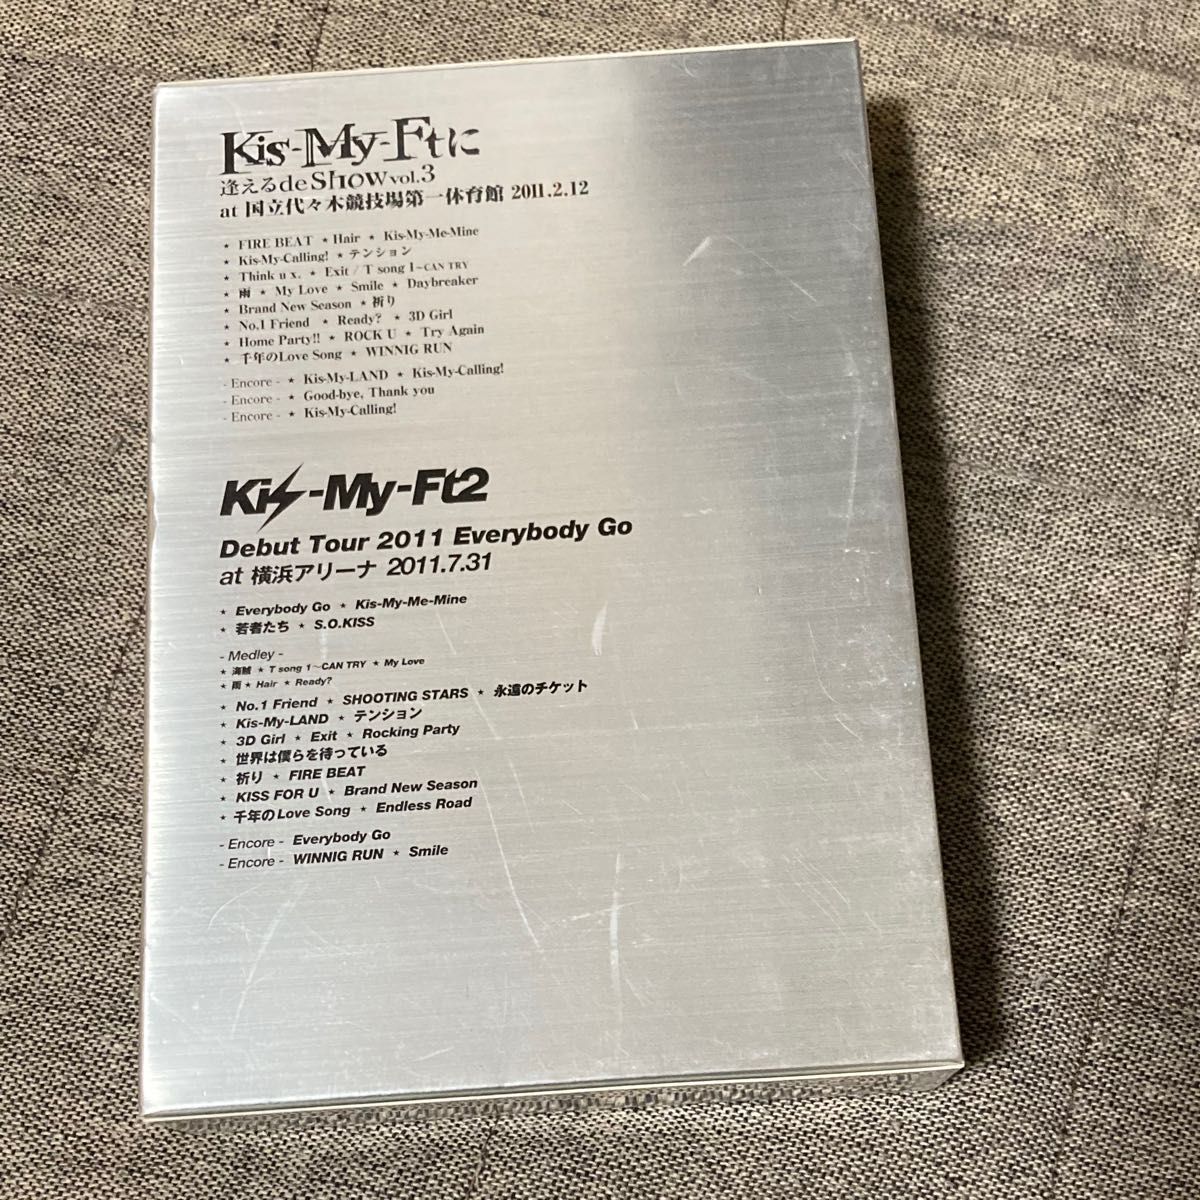 Kis-My-Ftに
逢えるde Show vol.3
at 国立代々木競技場第一体育館 2011.2.12
★ FIRE BEAT ★ Hair ★ Kis-My-Me-Mine
★ Kis-My-Calling! ★ テンション
★ Think u x. ★ Exit / T song 1~CAN TRY
★ 雨 ★ My Love ★ Smile ★ Daybreaker
★ Brand New Season ★ 祈り
★ No.1 Friend ★ Ready? ★ 3D Girl
★ Home Party!! ★ ROCK U ★ Try Again
★ 千年のLove Song ★ WINNIG RUN
- Encore - ★ Kis-My-LAND ★ Kis-My-Calling!
- Encore - ★ Good-bye, Thank you
- Encore - ★ Kis-My-Calling!
Kis-My-Ft2
Debut Tour 2011 Everybody Go
at 横浜アリーナ 2011.7.31
★ Everybody Go ★ Kis-My-Me-Mine
★ 若者たち ★ S.O.KISS
- Medley -
★ 海賊 ★ T song 1~CAN TRY ★ My Love
★ 雨 ★ Hair ★ Ready?
★ No.1 Friend ★ SHOOTING STARS ★ 永遠のチケット
★ Kis-My-LAND ★ テンション
★ 3D Girl ★ Exit ★ Rocking Party
★ 世界は僕らを待っている
★ 祈り ★ FIRE BEAT
★ KISS FOR U ★ Brand New Season
★ 千年のLove Song ★ Endless Road
- Encore - Everybody Go
- Encore - WINNIG RUN ★ Smile